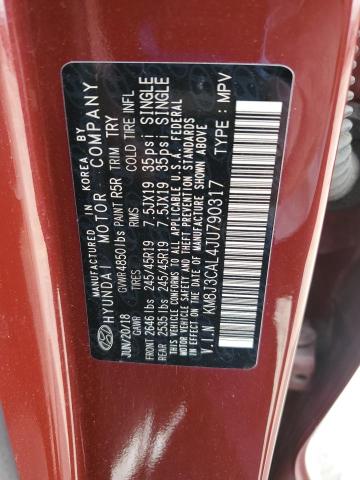 MANUFACTURED IN KOREA BY
HYUNDAI MOTOR COMPANY
JUN/20/18 GVWR 4850 lbs PAINT R5R TRIM TRY
GAWR TIRES RIMS COLD TIRE INFL
FRONT 2646 lbs 245/45R19 7.5JX19 35psi SINGLE
REAR 2535 lbs 245/45R19 7.5JX19 35psi SINGLE
THIS VEHICLE CONFORMS TO ALL APPLICABLE U.S.A. FEDERAL
MOTOR VEHICLE SAFETY, BUMPER, AND THEFT PREVENTION
STANDARDS IN EFFECT ON THE DATE OF MANUFACTURE SHOWN ABOVE
V.I.N : KM8J3CAL4JU790317 TYPE : MPV